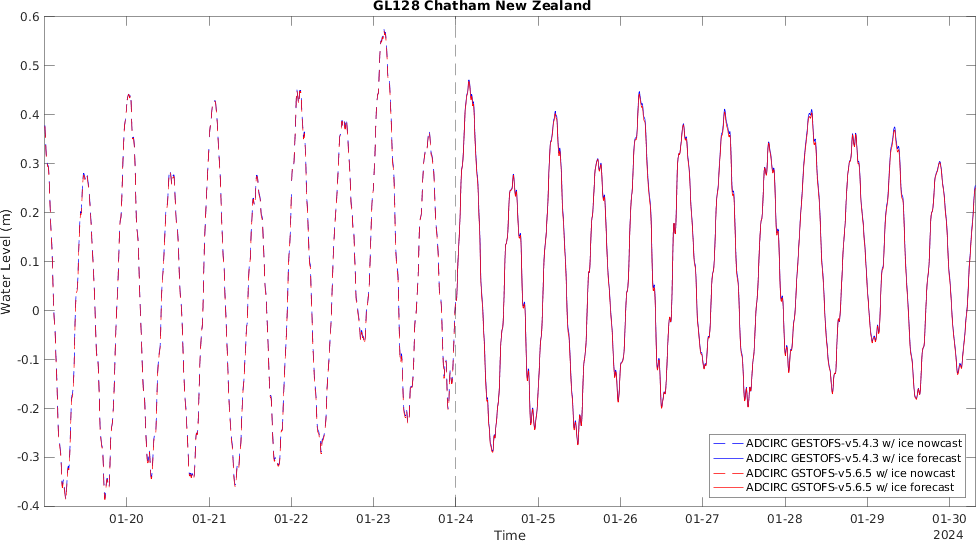 GL128 Chatham New Zealand
0.6
0.5
0.4
0.3
0.2
0.1
0
-0.1
-0.2
-0.3
-0.4
Water Level (m)
ADCIRC GESTOFS-v5.4.3 w/ ice nowcast
ADCIRC GESTOFS-v5.4.3 w/ ice forecast
ADCIRC GSTOFS-v5.6.5 w/ ice nowcast
ADCIRC GSTOFS-v5.6.5 w/ ice forecast
01-20 01-21 01-22 01-23 01-24 01-25 01-26 01-27 01-28 01-29 01-30
Time
2024